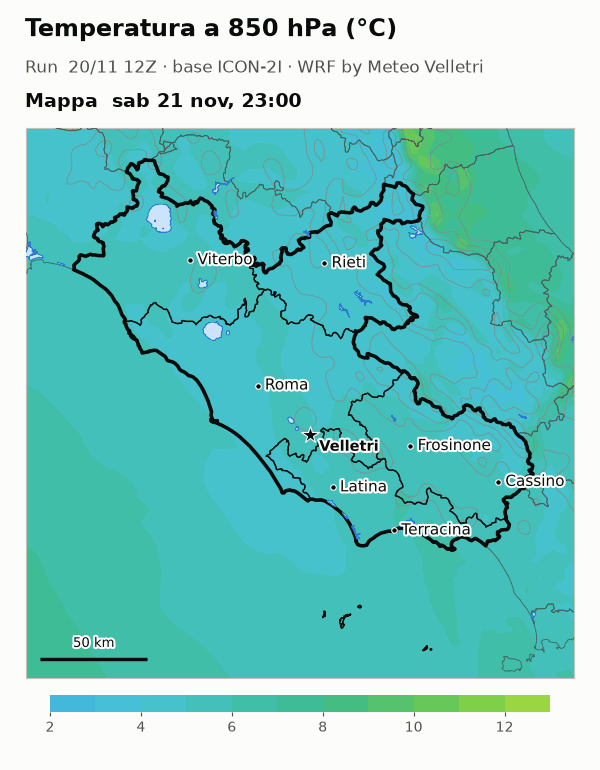 Temperatura a 850 hPa (°C)
Run  20/11 12Z · base ICON-2I · WRF by Meteo Velletri
Mappa  sab 21 nov, 23:00
Viterbo
Rieti
Roma
Velletri
Frosinone
Cassino
Latina
Terracina
50 km
2 4 6 8 10 12